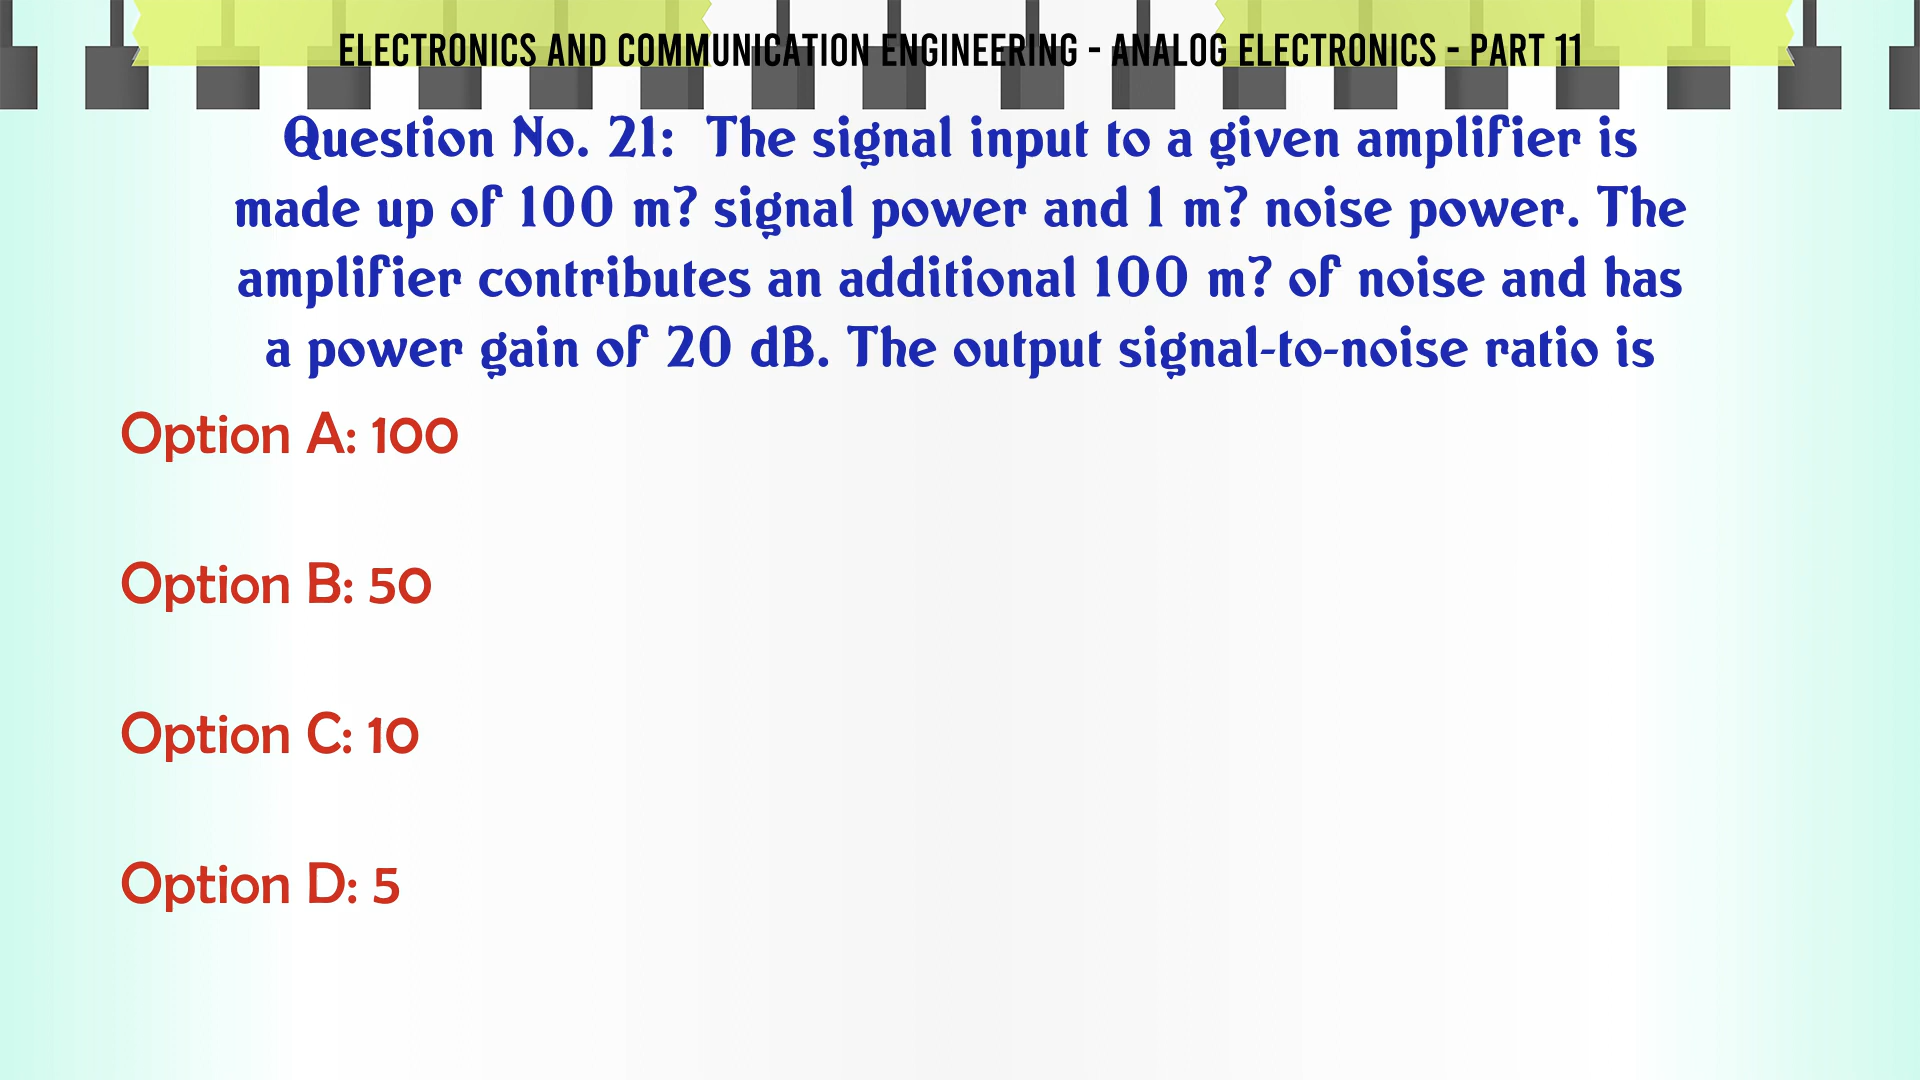 ELECTRONICS AND COMMUNICATION ENGINEERING - ANALOG ELECTRONICS - PART 11
Question No. 21: The signal input to a given amplifier is
made up of 100 m? signal power and 1 m? noise power. The
amplifier contributes an additional 100 m? of noise and has
a power gain of 20 dB. The output signal-to-noise ratio is
Option A: 100
Option B: 50
Option C: 10
Option D: 5